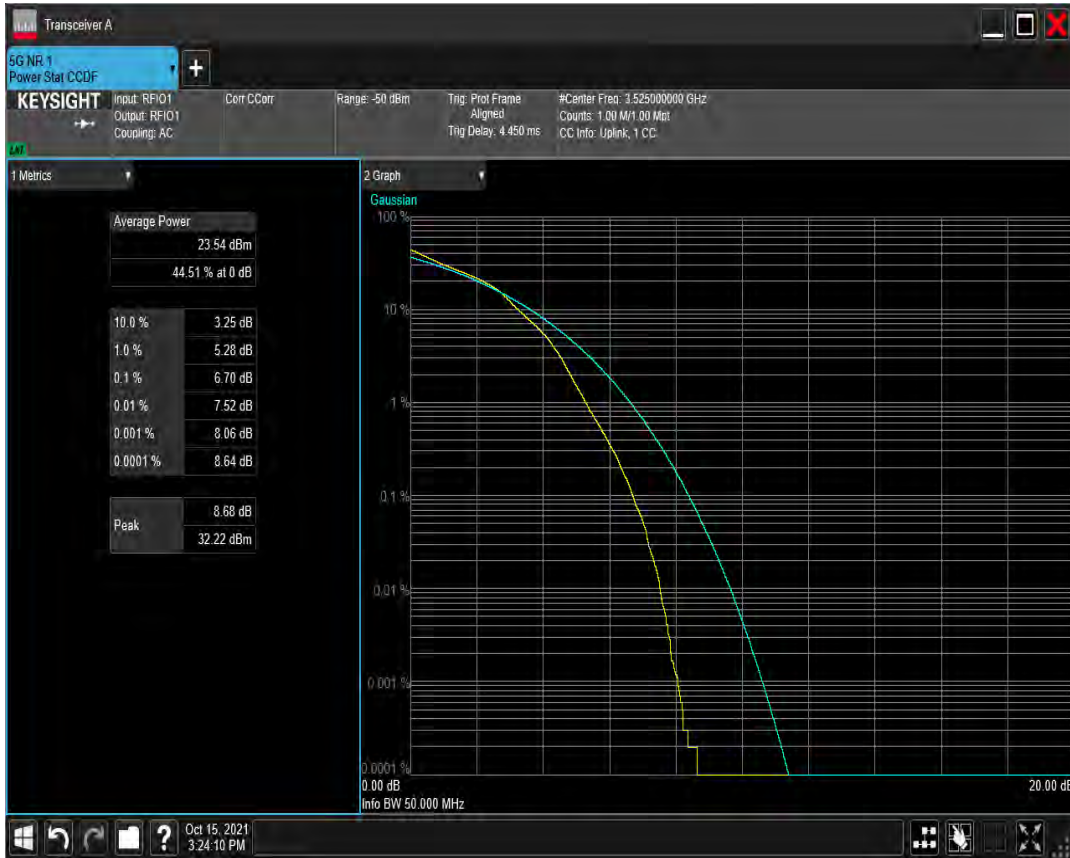 Transceiver A
5G NR 1
Power Stat CCDF
+
KEYSIGHT
Input: RFIO1
Output: RFIO1
Coupling: AC
Corr CCorr
Range: -50 dBm
Trig: Prot Frame
Aligned
Trig Delay: 4.450 ms
#Center Freq: 3.525000000 GHz
Counts: 1.00 M/1.00 Mpt
CC Info: Uplink, 1 CC
1 Metrics
Average Power
23.54 dBm
44.51 % at 0 dB
10.0 % 3.25 dB
1.0 % 5.28 dB
0.1 % 6.70 dB
0.01 % 7.52 dB
0.001 % 8.06 dB
0.0001 % 8.64 dB
Peak 8.68 dB
32.22 dBm
2 Graph
Gaussian
100 %
10 %
1 %
0.1 %
0.01 %
0.001 %
0.0001 %
0.00 dB 20.00 dB
Info BW 50.000 MHz
?
Oct 15, 2021
3:24:10 PM